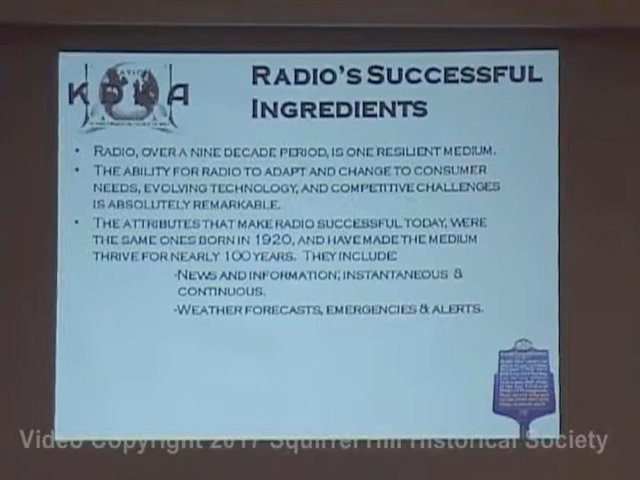 KDKA
Radio's Successful
Ingredients
• Radio, over a nine decade period, is one resilient medium.
• The ability for radio to adapt and change to consumer
needs, evolving technology, and competitive challenges
is absolutely remarkable.
• The attributes that make radio successful today, were
the same ones born in 1920, and have made the medium
thrive for nearly 100 years. They include
-News and information; instantaneous &
continuous.
-Weather forecasts, emergencies & alerts.
Video Copyright 2017 Squirrel Hill Historical Society